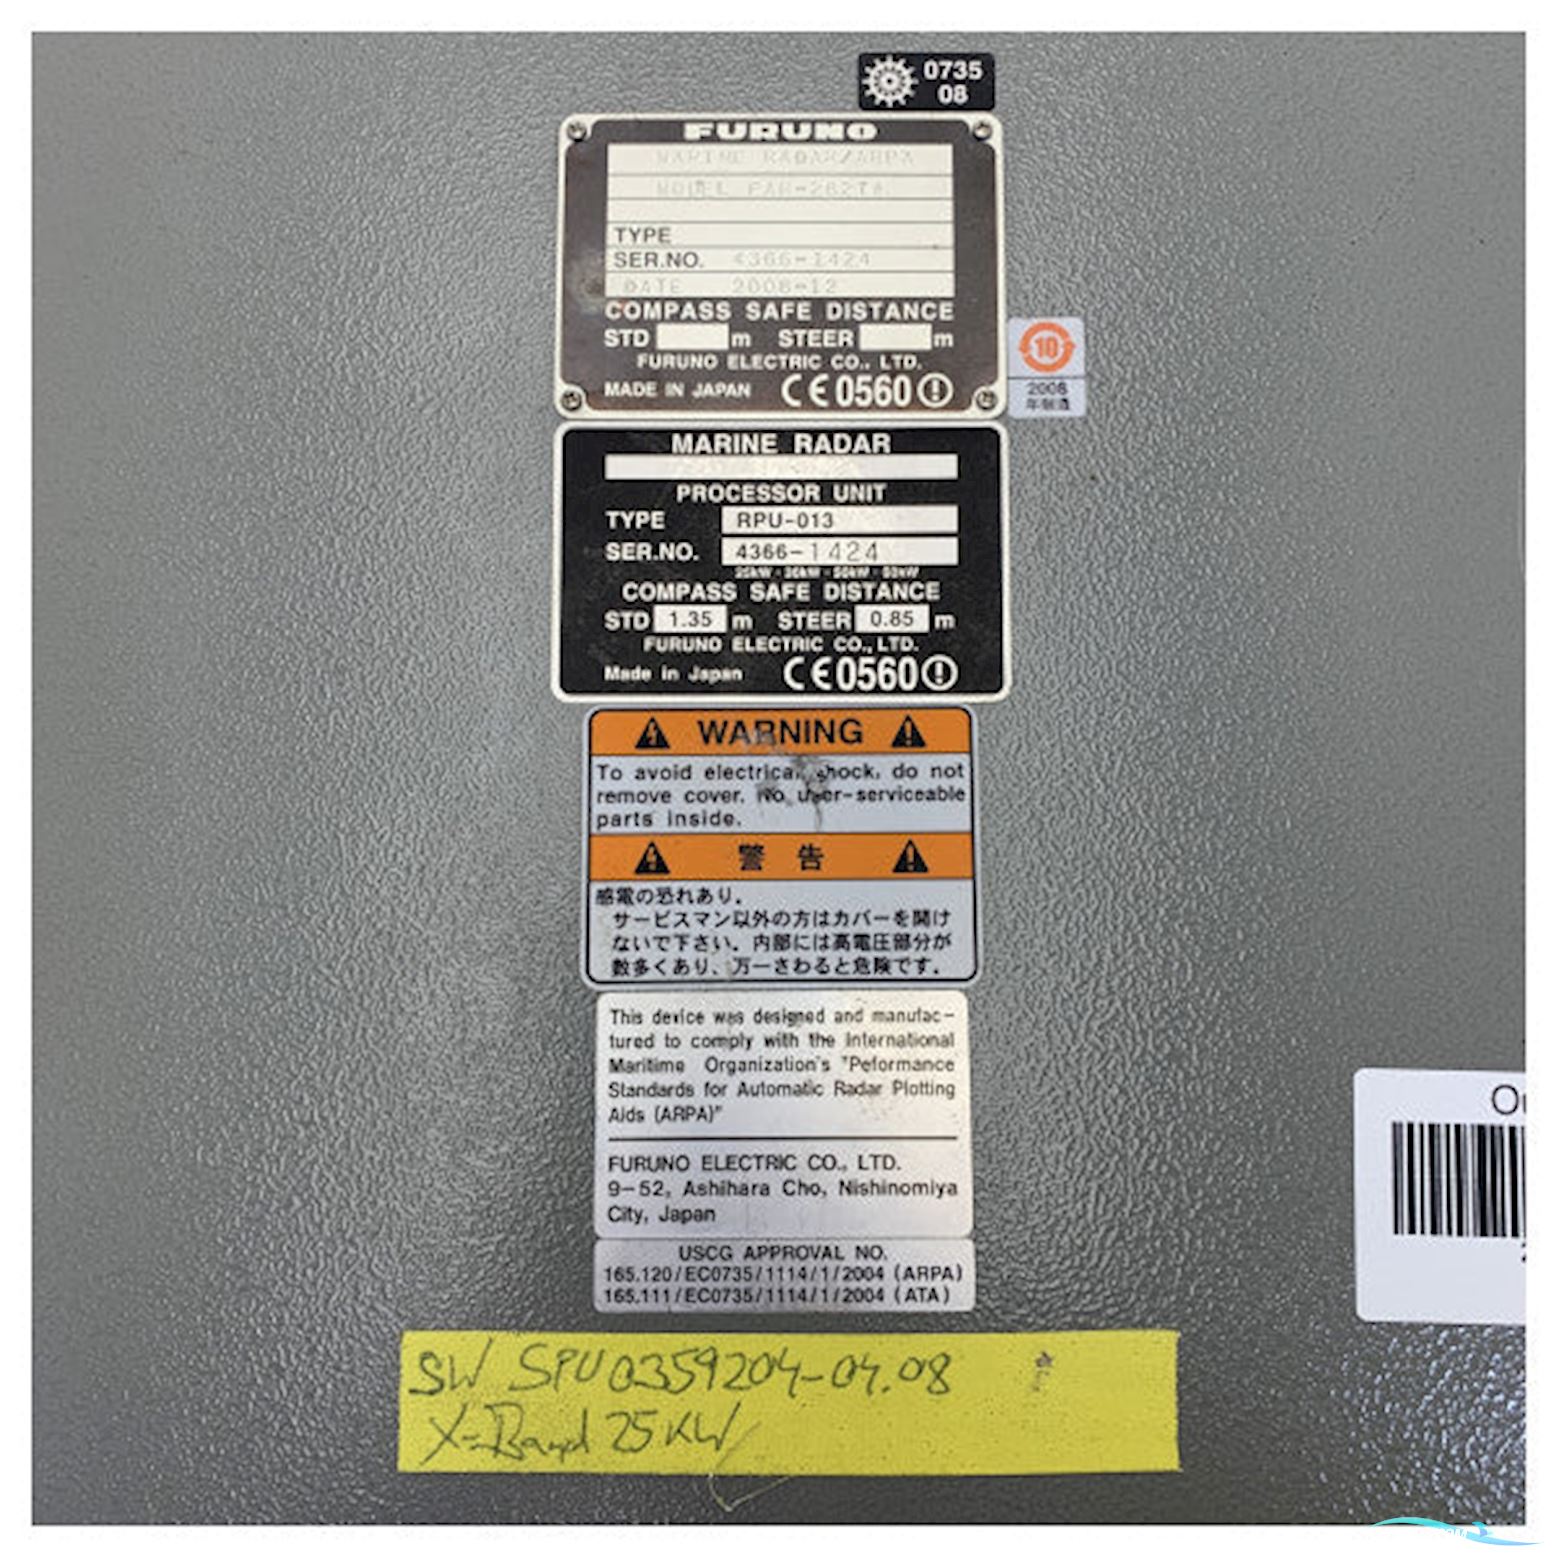 0735
08
FURUNO
MARINE RADAR/ARPA
MODEL FAR-282
TYPE
SER.NO. 4366-1424
DATE 2008-12
COMPASS SAFE DISTANCE
STD m STEER m
FURUNO ELECTRIC CO., LTD.
MADE IN JAPAN CE0560
10
2008
年制造
MARINE RADAR
PROCESSOR UNIT
TYPE RPU-013
SER.NO. 4366-1424
COMPASS SAFE DISTANCE
STD 1.35 m STEER 0.85 m
FURUNO ELECTRIC CO., LTD.
Made in Japan CE0560
WARNING
To avoid electrical shock, do not
remove cover. No user-serviceable
parts inside.
警告
感電の恐れあり。
サービスマン以外の方はカバーを開け
ないで下さい。内部には高電圧部分が
数多くあり、万一さわると危険です。
This device was designed and manufac-
tured to comply with the International
Maritime Organization's "Peformance
Standards for Automatic Radar Plotting
Aids (ARPA)"
FURUNO ELECTRIC CO., LTD.
9-52, Ashihara Cho, Nishinomiya
City, Japan
USCG APPROVAL NO.
165.120/EC0735/1114/1/2004 (ARPA)
165.111/EC0735/1114/1/2004 (ATA)
SW SPU 0359204-04.08
X-Band 25KW